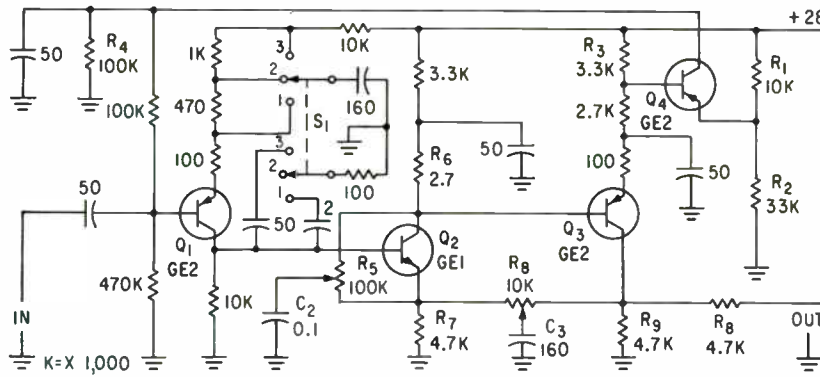 +28
50
R4
100K
1K
3
10K
R3
3.3K
R1
10K
2
3.3K
100K
470
1
160
Q4
GE2
2.7K
S1
100
3
50
R6
2.7
100
50
R2
33K
2
100
50
1
50
2
Q1
GE2
Q2
GE1
Q3
GE2
470K
R5
100K
R8
10K
10K
C2
0.1
R7
4.7K
C3
160
R9
4.7K
R8
4.7K
IN
OUT
K=X 1,000